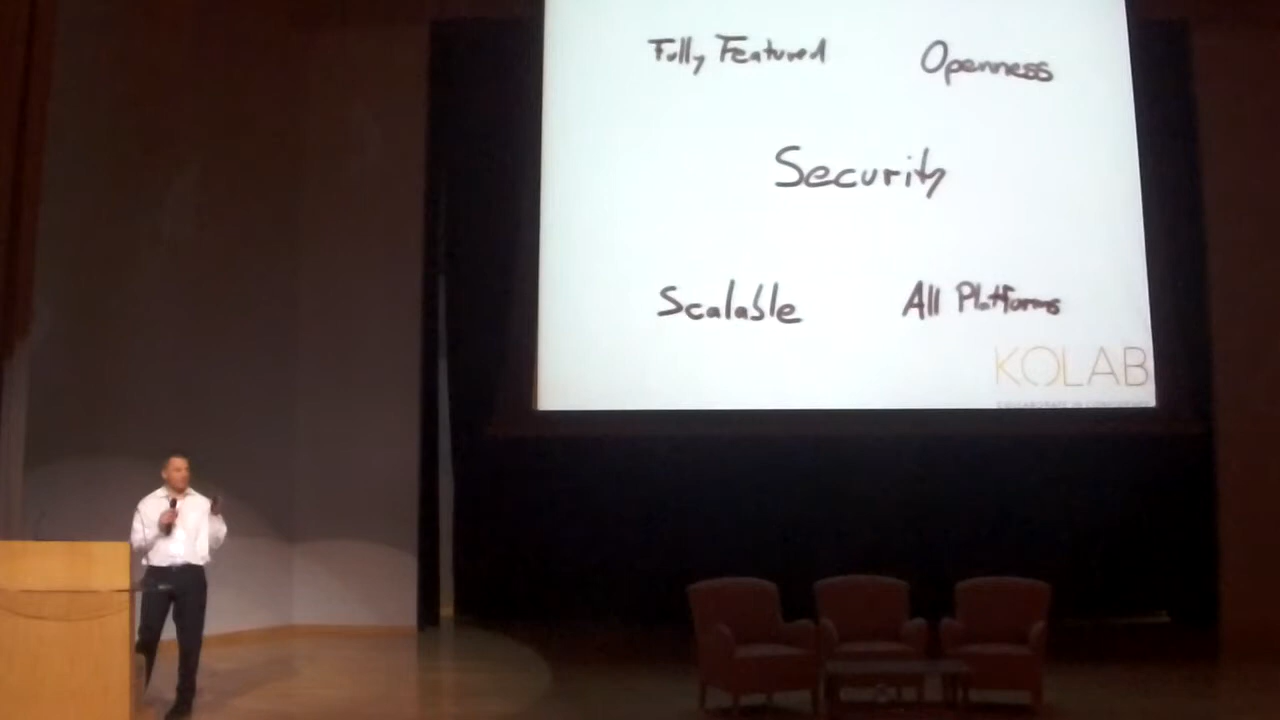 Fully Featured
Openness
Security
Scalable
All Platforms
KOLAB